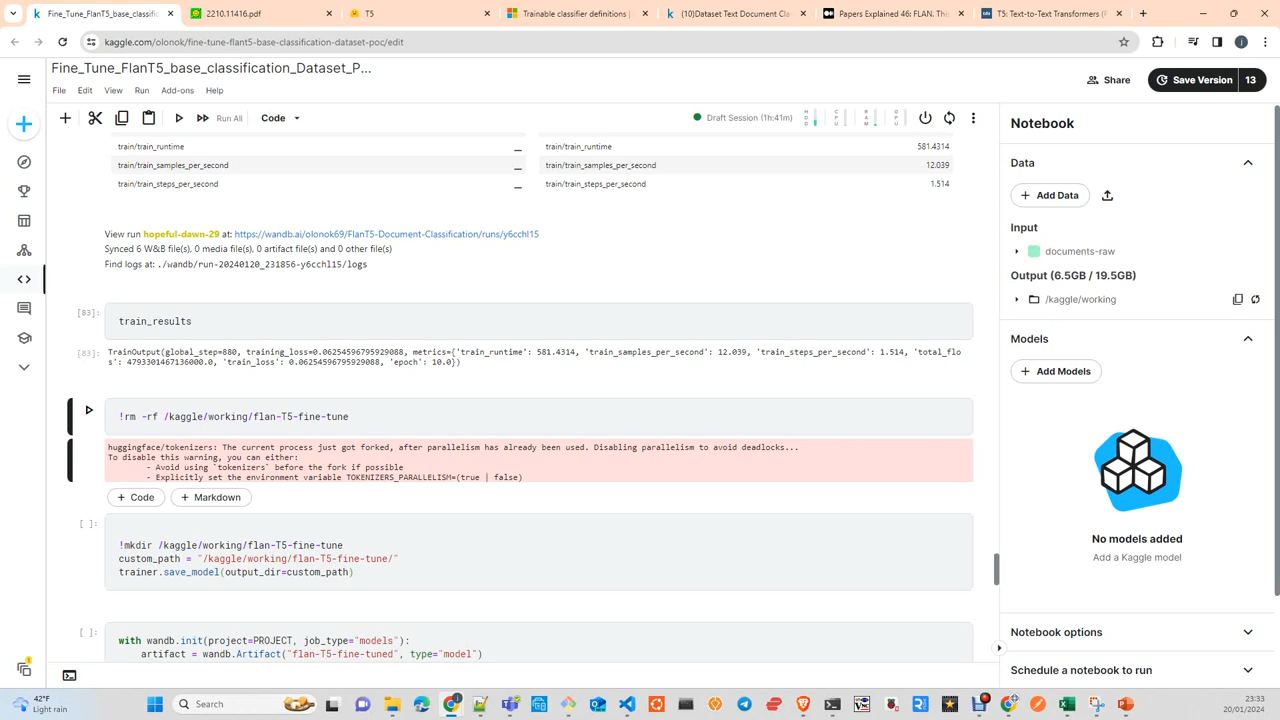 Fine_Tune_FlanT5_base_classific
2210.11416.pdf
T5
Trainable classifier definitions |
(10)Dataset Text Document Clas
Papers Explained 46: FLAN. The
T5: Text-to-Text Transformers (P
kaggle.com/olonok/fine-tune-flant5-base-classification-dataset-poc/edit
Fine_Tune_FlanT5_base_classification_Dataset_P...
File Edit View Run Add-ons Help
Share
Save Version 13
Run All
Code
Draft Session (1h:41m)
HDD
CPU
RAM
GPU
Notebook
train/train_runtime
train/train_runtime 581.4314
train/train_samples_per_second
train/train_samples_per_second 12.039
train/train_steps_per_second
train/train_steps_per_second 1.514
View run hopeful-dawn-29 at: https://wandb.ai/olonok69/FlanT5-Document-Classification/runs/y6cchl15
Synced 6 W&B file(s), 0 media file(s), 0 artifact file(s) and 0 other file(s)
Find logs at: ./wandb/run-20240120_231856-y6cchl15/logs
[83]:
train_results
[83]:
TrainOutput(global_step=880, training_loss=0.06254596795929088, metrics={'train_runtime': 581.4314, 'train_samples_per_second': 12.039, 'train_steps_per_second': 1.514, 'total_flo
s': 4793301467136000.0, 'train_loss': 0.06254596795929088, 'epoch': 10.0})
!rm -rf /kaggle/working/flan-T5-fine-tune
huggingface/tokenizers: The current process just got forked, after parallelism has already been used. Disabling parallelism to avoid deadlocks...
To disable this warning, you can either:
- Avoid using `tokenizers` before the fork if possible
- Explicitly set the environment variable TOKENIZERS_PARALLELISM=(true | false)
+ Code + Markdown
[ ]:
!mkdir /kaggle/working/flan-T5-fine-tune
custom_path = "/kaggle/working/flan-T5-fine-tune/"
trainer.save_model(output_dir=custom_path)
[ ]:
with wandb.init(project=PROJECT, job_type="models"):
artifact = wandb.Artifact("flan-T5-fine-tuned", type="model")
Data
+ Add Data
Input
documents-raw
Output (6.5GB / 19.5GB)
/kaggle/working
Models
+ Add Models
No models added
Add a Kaggle model
Notebook options
Schedule a notebook to run
42°F
Light rain
Search
23:33
20/01/2024